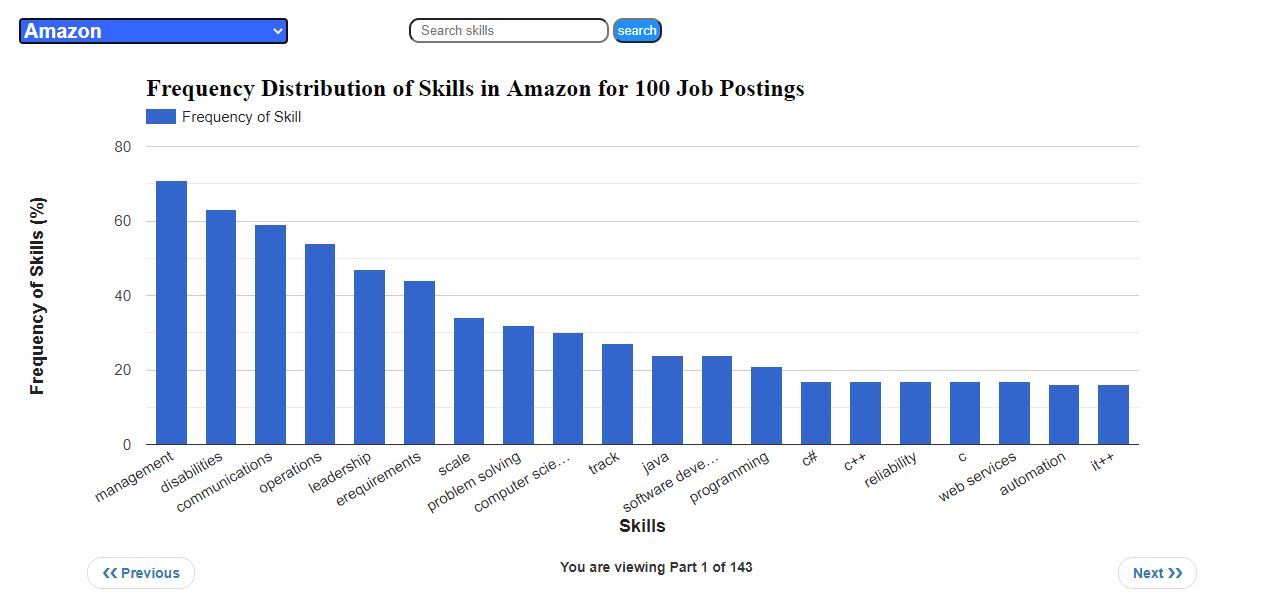 Amazon
Search skills
search
Frequency Distribution of Skills in Amazon for 100 Job Postings
Frequency of Skill
80
60
40
20
0
Frequency of Skills (%)
management
disabilities
communications
operations
leadership
erequirements
scale
problem solving
computer scie…
track
java
software deve…
programming
c#
c++
reliability
c
web services
automation
it++
Skills
❮❮ Previous
You are viewing Part 1 of 143
Next ❯❯